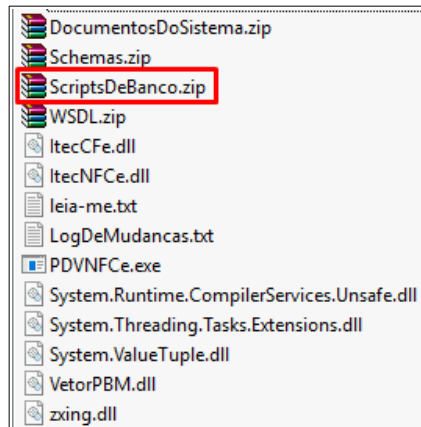 DocumentosDoSistema.zip
Schemas.zip
ScriptsDeBanco.zip
WSDL.zip
ItecCFe.dll
ItecNFCe.dll
leia-me.txt
LogDeMudancas.txt
PDVNFCe.exe
System.Runtime.CompilerServices.Unsafe.dll
System.Threading.Tasks.Extensions.dll
System.ValueTuple.dll
VetorPBM.dll
zxing.dll